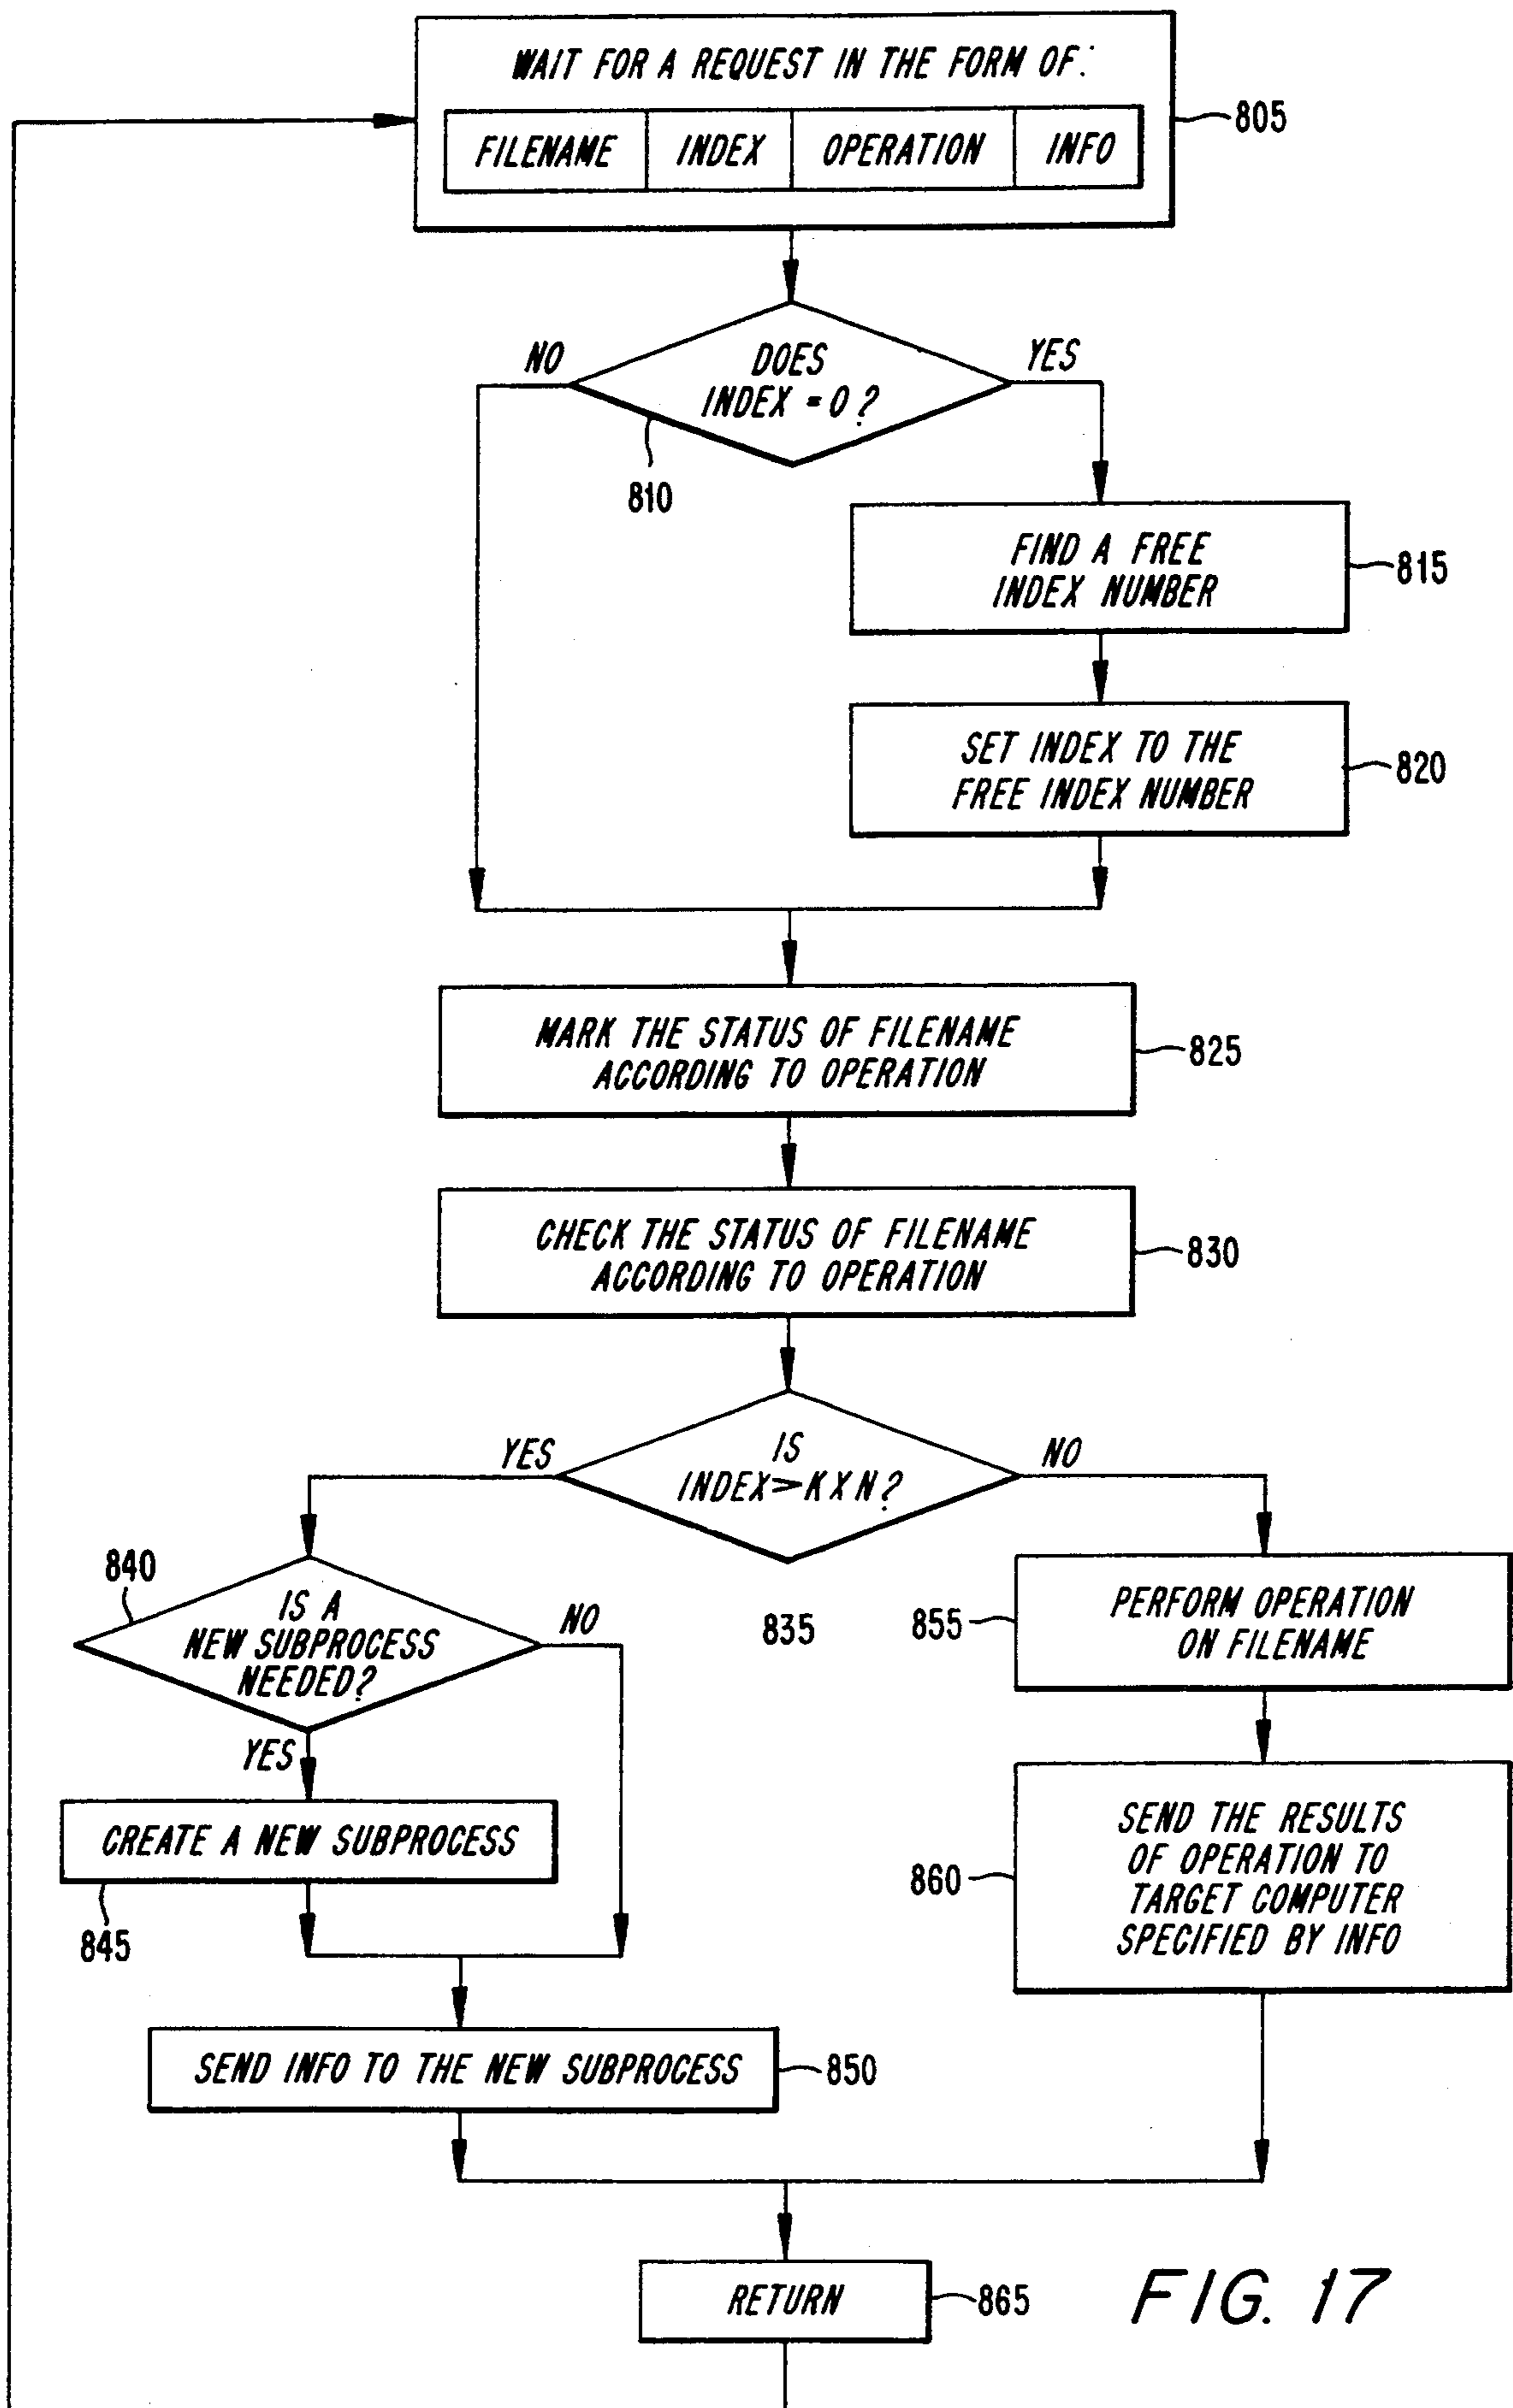 WAIT FOR A REQUEST IN THE FORM OF:
FILENAME INDEX OPERATION INFO
805
NO
YES
DOES
INDEX = 0?
810
FIND A FREE
INDEX NUMBER
815
SET INDEX TO THE
FREE INDEX NUMBER
820
MARK THE STATUS OF FILENAME
ACCORDING TO OPERATION
825
CHECK THE STATUS OF FILENAME
ACCORDING TO OPERATION
830
YES
NO
IS
INDEX>KXN?
835
840
IS A
NEW SUBPROCESS
NEEDED?
NO
YES
CREATE A NEW SUBPROCESS
845
SEND INFO TO THE NEW SUBPROCESS
850
855
PERFORM OPERATION
ON FILENAME
860
SEND THE RESULTS
OF OPERATION TO
TARGET COMPUTER
SPECIFIED BY INFO
RETURN
865
FIG. 17